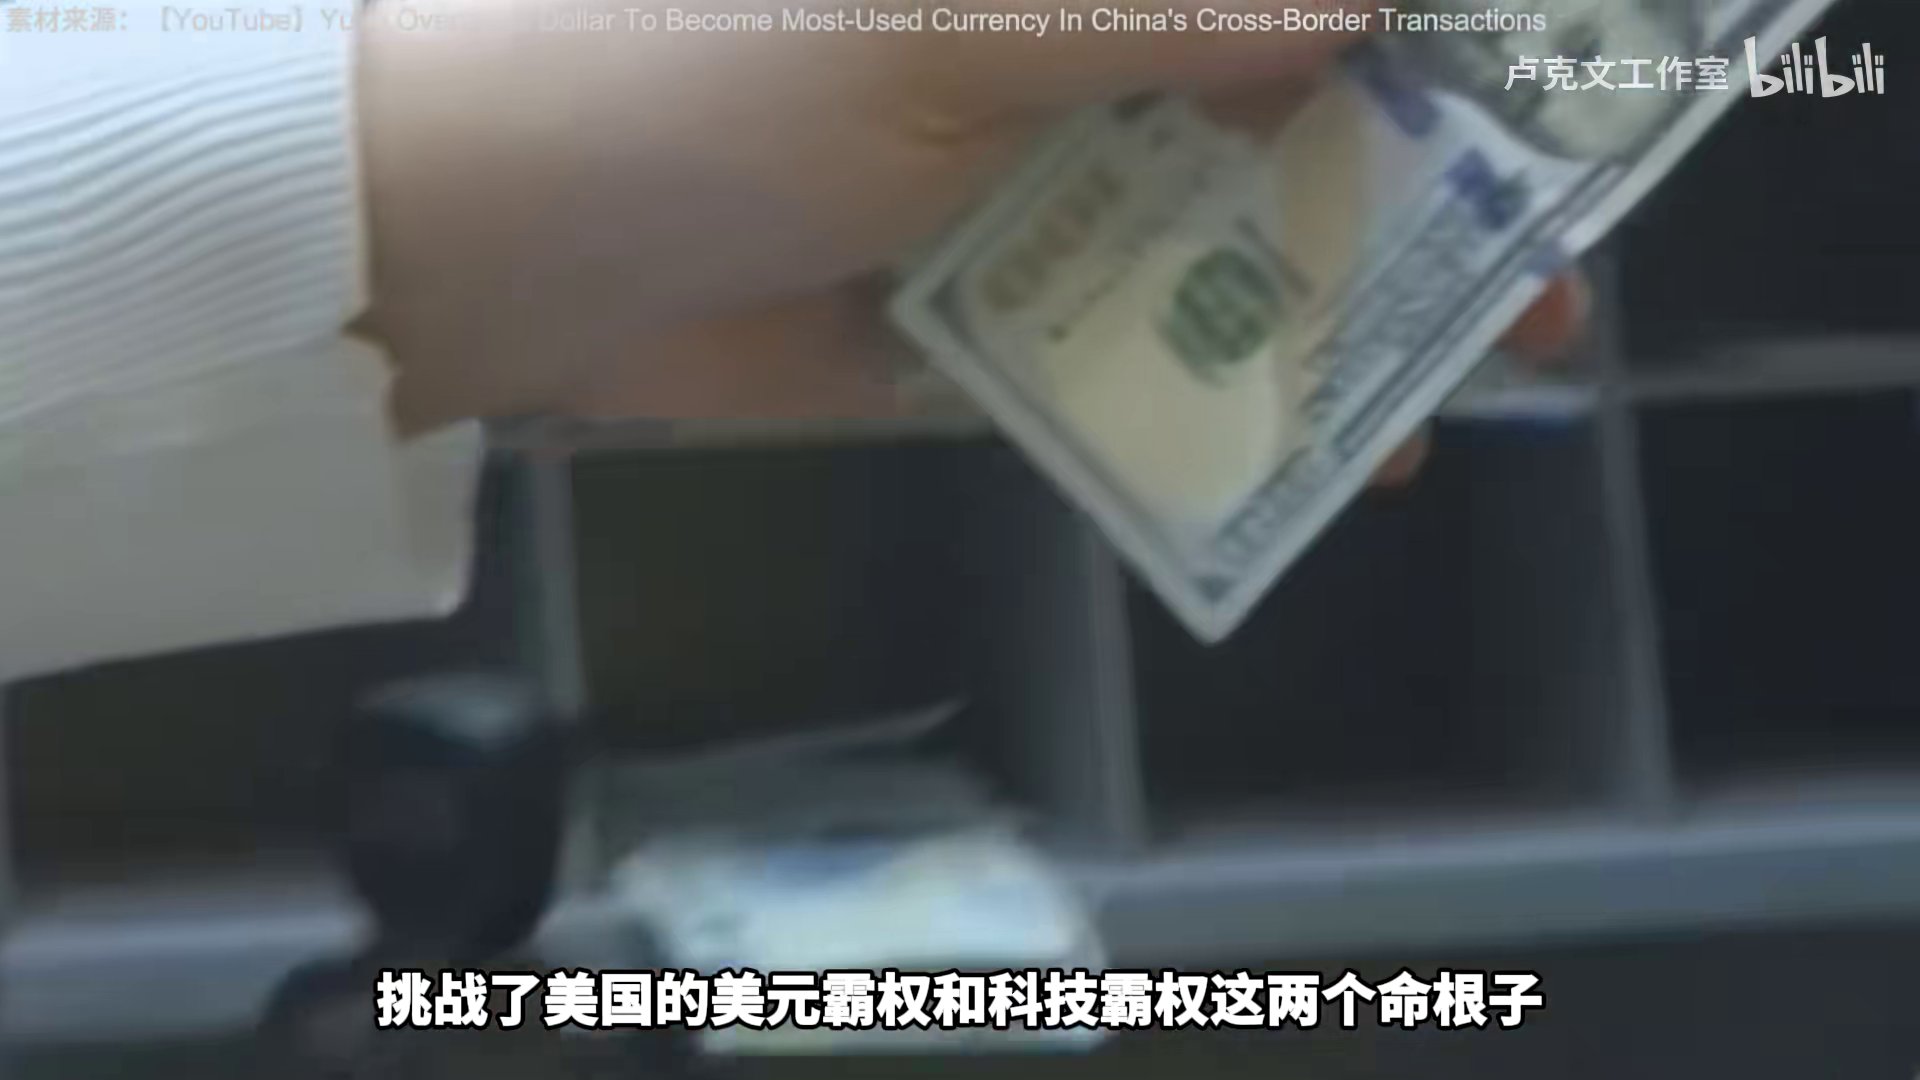 素材来源：【YouTube】Yu Ove Dollar To Become Most-Used Currency In China's Cross-Border Transactions
卢克文工作室 bilibili
挑战了美国的美元霸权和科技霸权这两个命根子